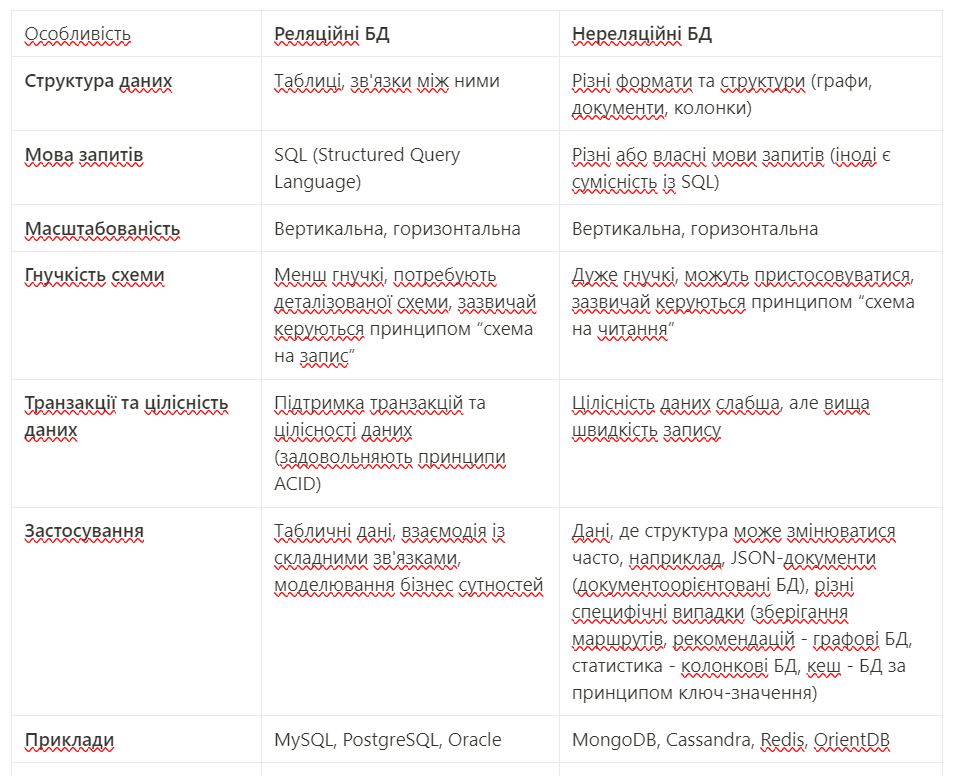 Особливість
Реляційні БД
Нереляційні БД
Структура даних
Таблиці, зв'язки між ними
Різні формати та структури (графи,
документи, колонки)
Мова запитів
SQL (Structured Query
Language)
Різні або власні мови запитів (іноді є
сумісність із SQL)
Масштабованість
Вертикальна, горизонтальна
Вертикальна, горизонтальна
Гнучкість схеми
Менш гнучкі, потребують
деталізованої схеми, зазвичай
керуються принципом “схема
на запис”
Дуже гнучкі, можуть пристосовуватися,
зазвичай керуються принципом “схема
на читання”
Транзакції та цілісність
даних
Підтримка транзакцій та
цілісності даних
(задовольняють принципи
ACID)
Цілісність даних слабша, але вища
швидкість запису
Застосування
Табличні дані, взаємодія із
складними зв'язками,
моделювання бізнес сутностей
Дані, де структура може змінюватися
часто, наприклад, JSON-документи
(документоорієнтовані БД), різні
специфічні випадки (зберігання
маршрутів, рекомендацій - графові БД,
статистика - колонкові БД, кеш - БД за
принципом ключ-значення)
Приклади
MySQL, PostgreSQL, Oracle
MongoDB, Cassandra, Redis, OrientDB